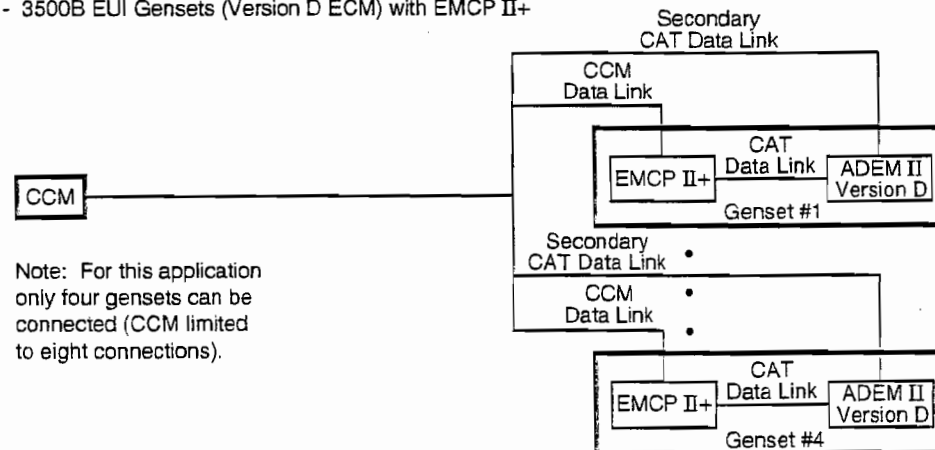 - 3500B EUI Gensets (Version D ECM) with EMCP II+
Secondary
CAT Data Link
CCM
Data Link
CAT
Data Link
EMCP II+
ADEM II
Version D
Genset #1
CCM
Note: For this application
only four gensets can be
connected (CCM limited
to eight connections).
Secondary
CAT Data Link
CCM
Data Link
CAT
Data Link
EMCP II+
ADEM II
Version D
Genset #4